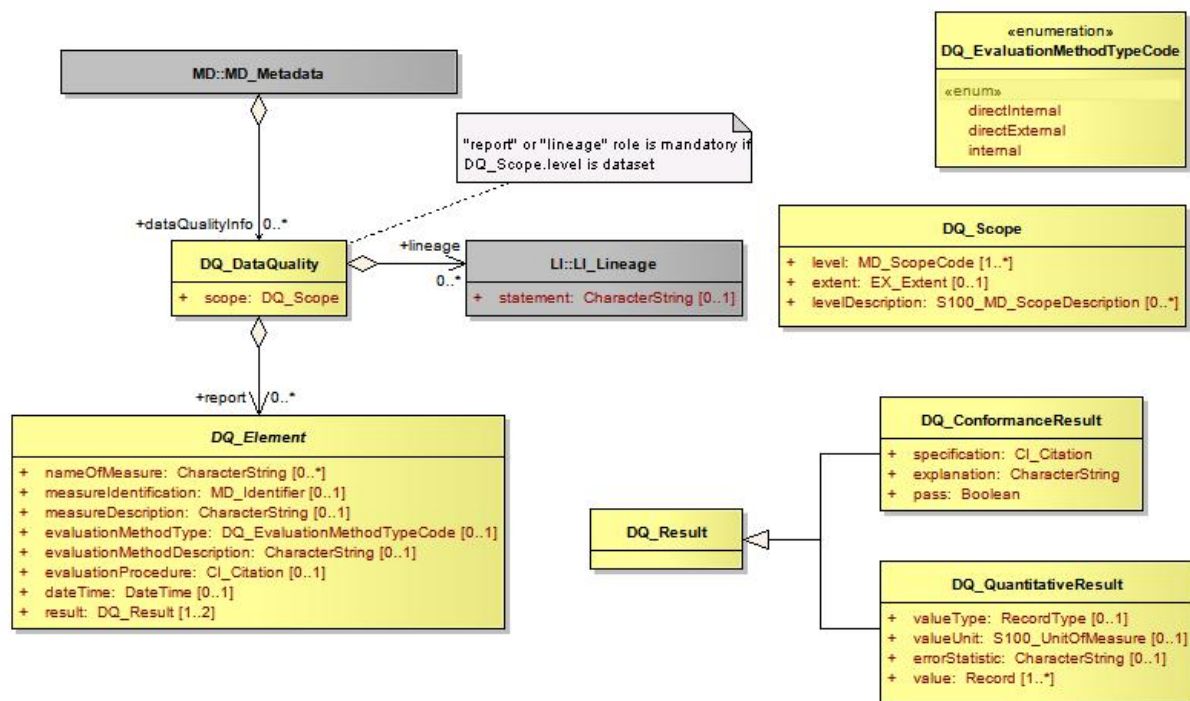 MD::MD_Metadata
«enumeration»
DQ_EvaluationMethodTypeCode
«enum»
directInternal
directExternal
internal
"report" or "lineage" role is mandatory if
DQ_Scope.level is dataset
+dataQualityInfo 0..*
DQ_DataQuality
+ scope: DQ_Scope
+lineage
0..*
LI::LI_Lineage
+ statement: CharacterString [0..1]
DQ_Scope
+ level: MD_ScopeCode [1..*]
+ extent: EX_Extent [0..1]
+ levelDescription: S100_MD_ScopeDescription [0..*]
+report 0..*
DQ_Element
+ nameOfMeasure: CharacterString [0..*]
+ measureIdentification: MD_Identifier [0..1]
+ measureDescription: CharacterString [0..1]
+ evaluationMethodType: DQ_EvaluationMethodTypeCode [0..1]
+ evaluationMethodDescription: CharacterString [0..1]
+ evaluationProcedure: CI_Citation [0..1]
+ dateTime: DateTime [0..1]
+ result: DQ_Result [1..2]
DQ_Result
DQ_ConformanceResult
+ specification: CI_Citation
+ explanation: CharacterString
+ pass: Boolean
DQ_QuantitativeResult
+ valueType: RecordType [0..1]
+ valueUnit: S100_UnitOfMeasure [0..1]
+ errorStatistic: CharacterString [0..1]
+ value: Record [1..*]